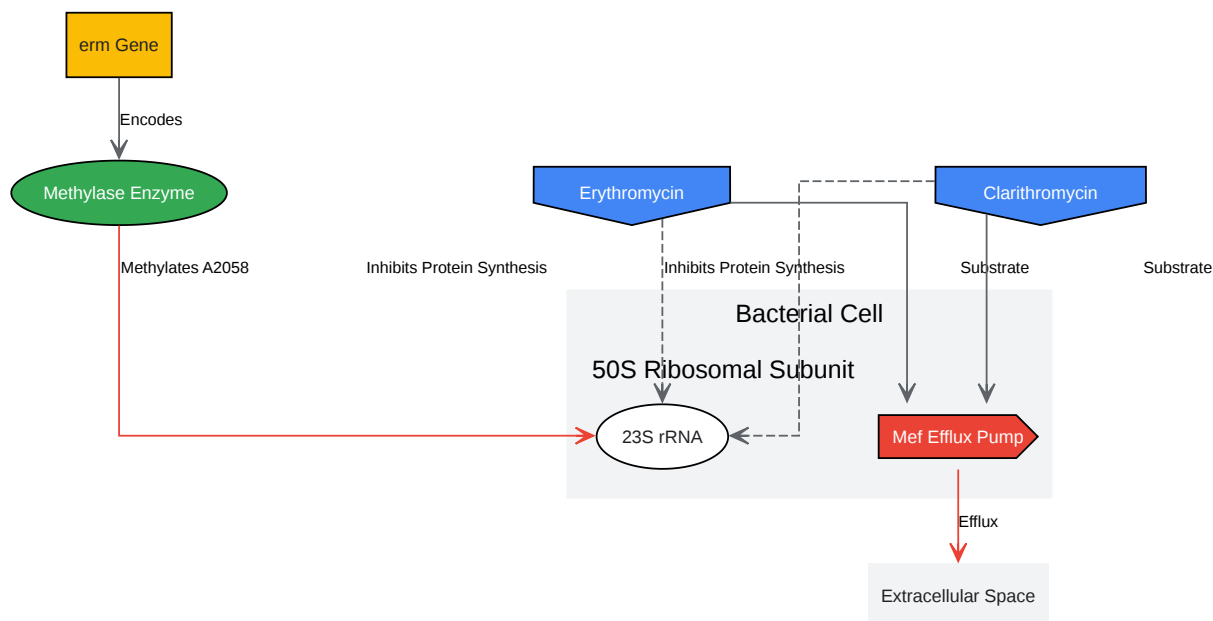 erm Gene
Encodes
Methylase Enzyme
Erythromycin
Clarithromycin
Methylates A2058
Inhibits Protein Synthesis
Inhibits Protein Synthesis
Substrate
Substrate
Bacterial Cell
50S Ribosomal Subunit
23S rRNA
Mef Efflux Pump
Efflux
Extracellular Space